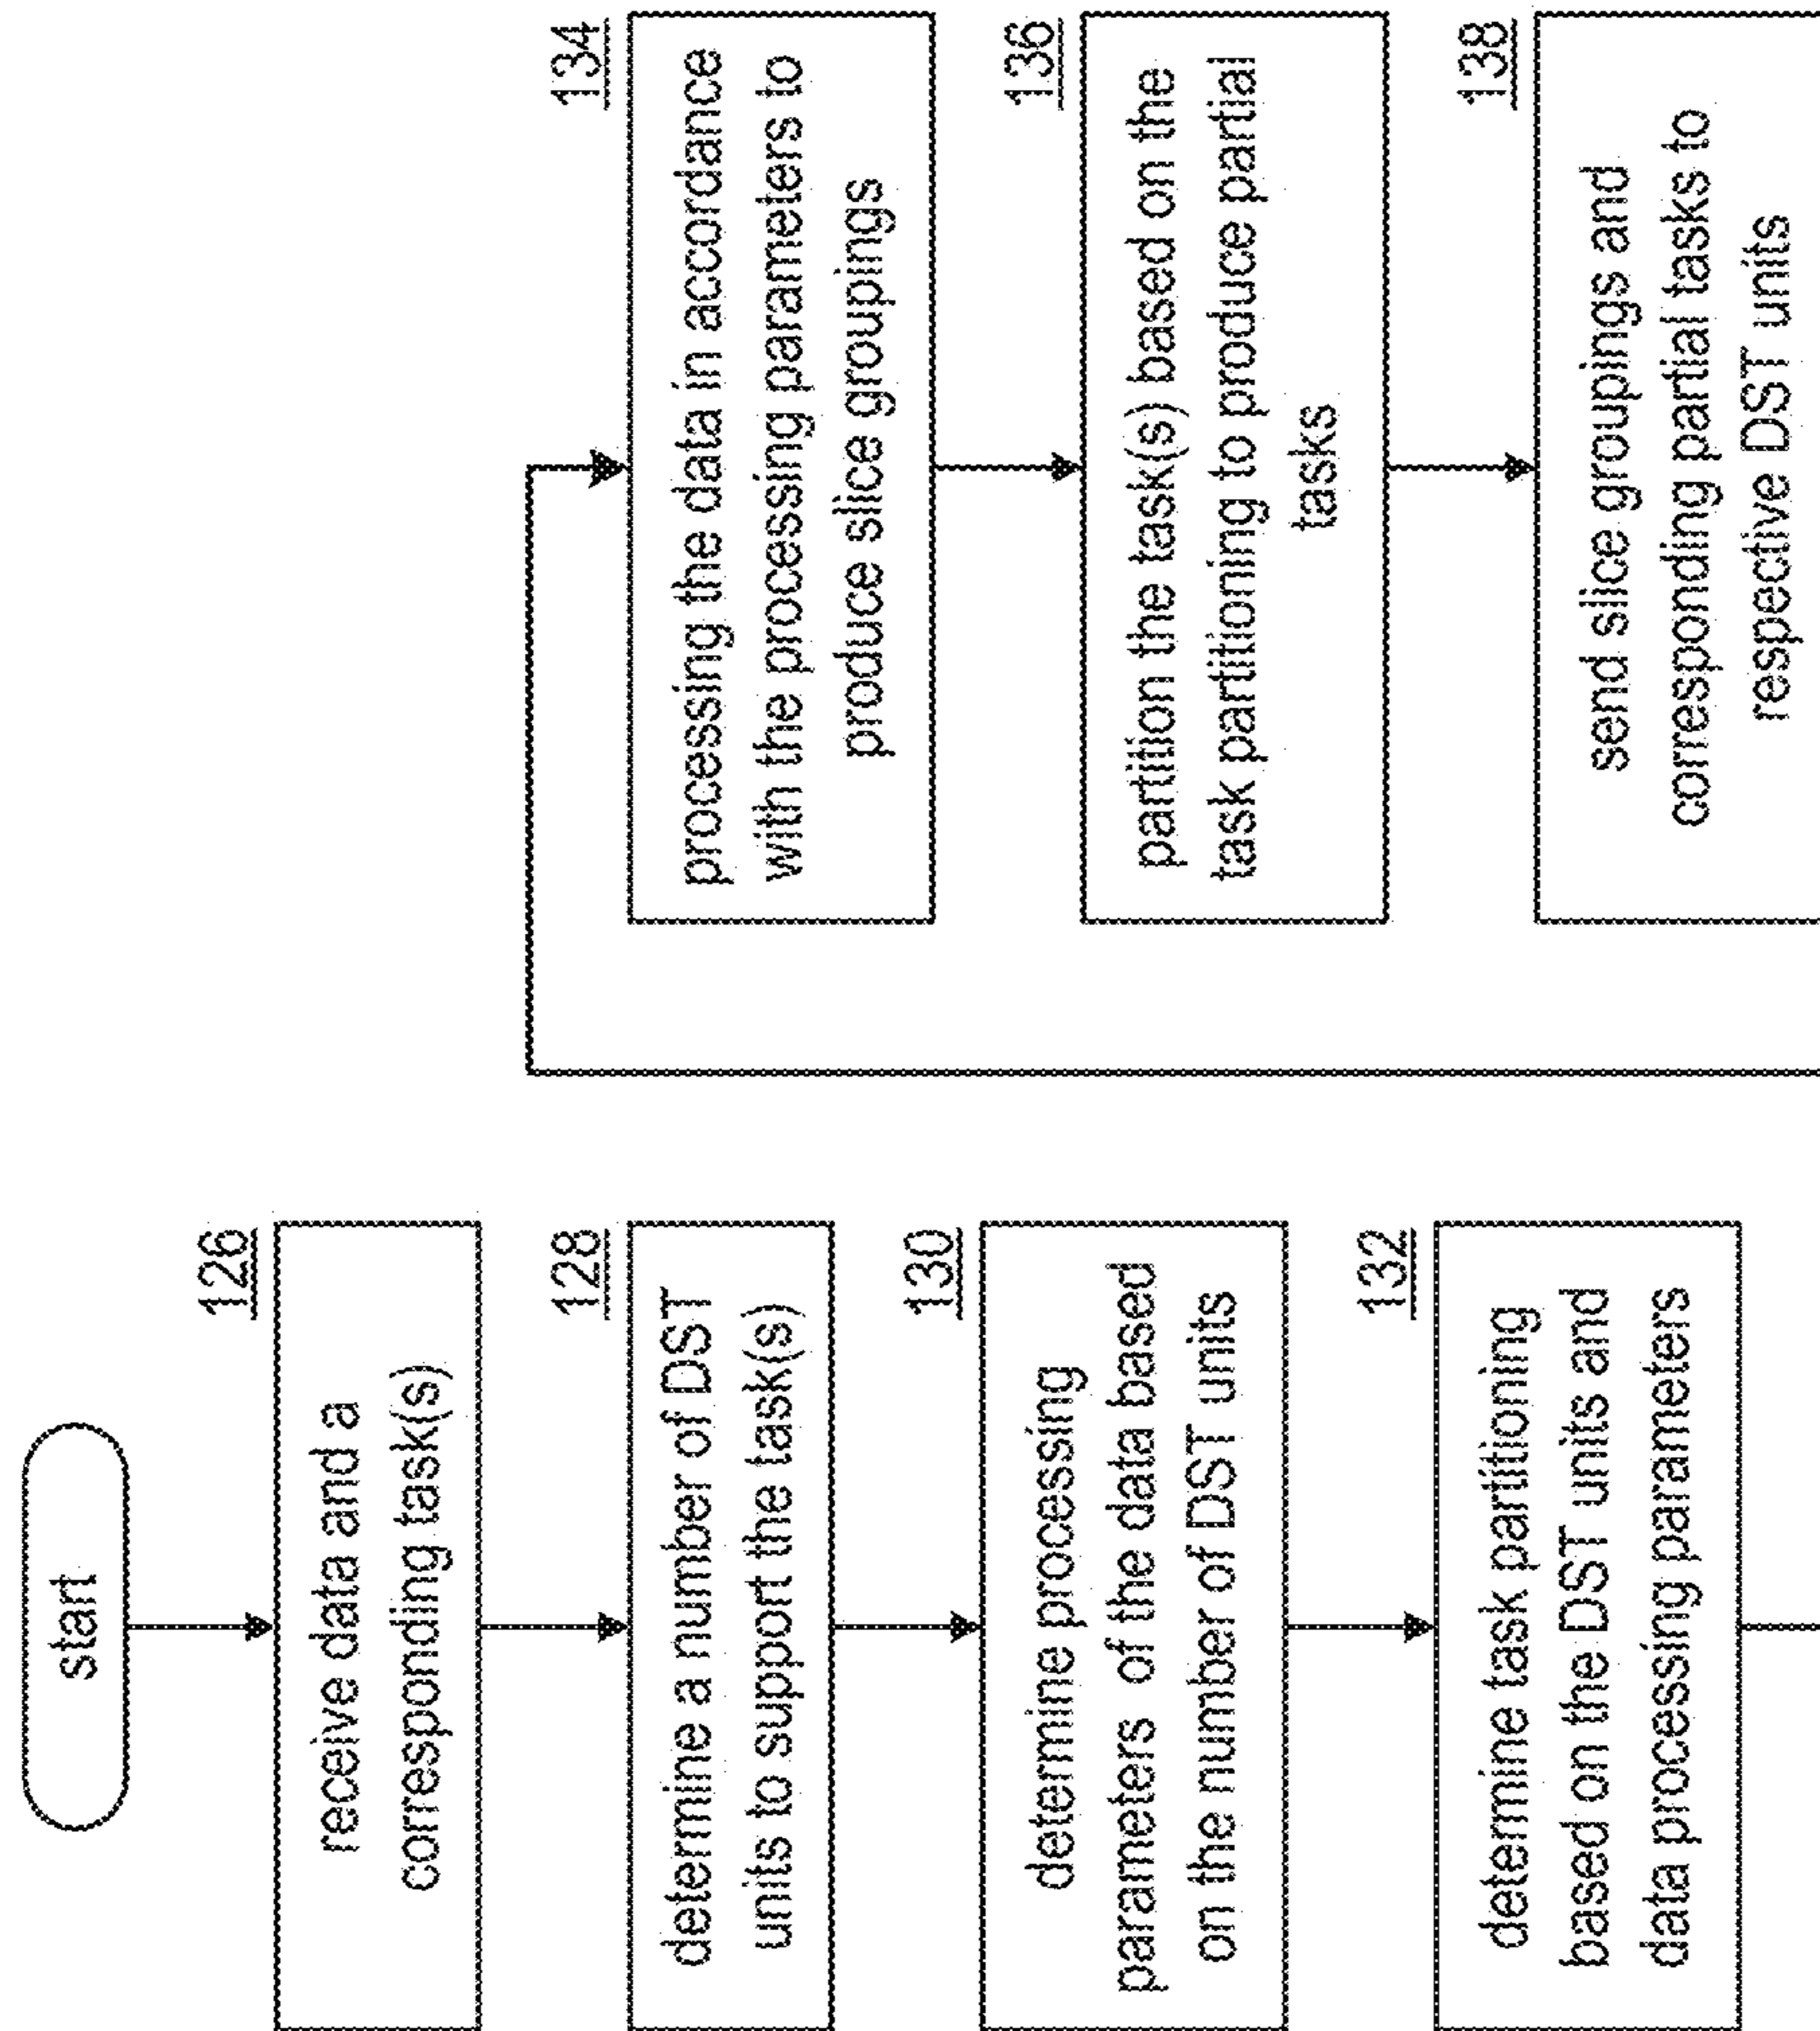 start
126
receive data and a
corresponding task(s)
128
determine a number of DST
units to support the task(s)
130
determine processing
parameters of the data based
on the number of DST units
132
determine task partitioning
based on the DST units and
data processing parameters
134
processing the data in accordance
with the processing parameters to
produce slice groupings
136
partition the task(s) based on the
task partitioning to produce partial
tasks
138
send slice groupings and
corresponding partial tasks to
respective DST units